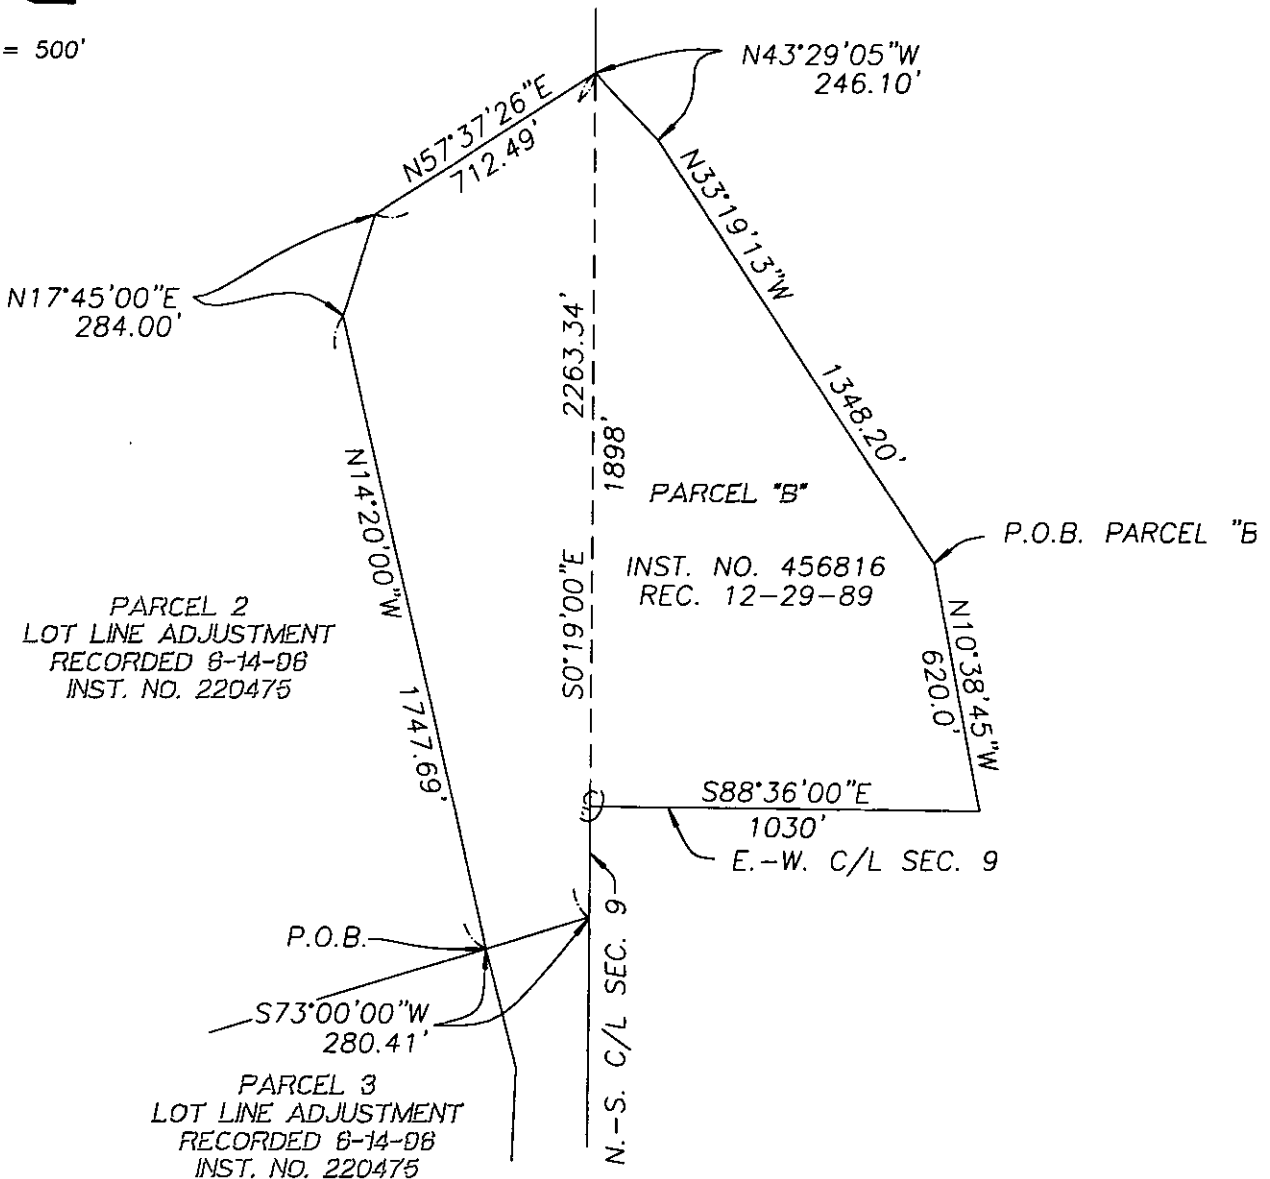 = 500'
N43°29'05"W
246.10'
N57°37'26"E
712.49'
N33°19'13"W
1348.20'
N17°45'00"E
284.00'
2263.34'
1898'
S0°19'00"E
N14°20'00"W
1747.69'
PARCEL "B"
INST. NO. 456816
REC. 12-29-89
P.O.B. PARCEL "B
PARCEL 2
LOT LINE ADJUSTMENT
RECORDED 6-14-06
INST. NO. 220475
N10°38'45"W
620.0'
S88°36'00"E
1030'
E.-W. C/L SEC. 9
P.O.B.
N.-S. C/L SEC. 9
S73°00'00"W
280.41'
PARCEL 3
LOT LINE ADJUSTMENT
RECORDED 6-14-06
INST. NO. 220475